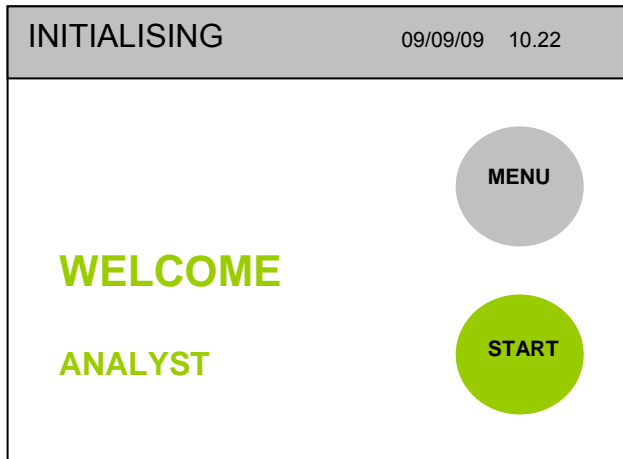 INITIALISING 09/09/09 10.22
MENU
WELCOME
START
ANALYST